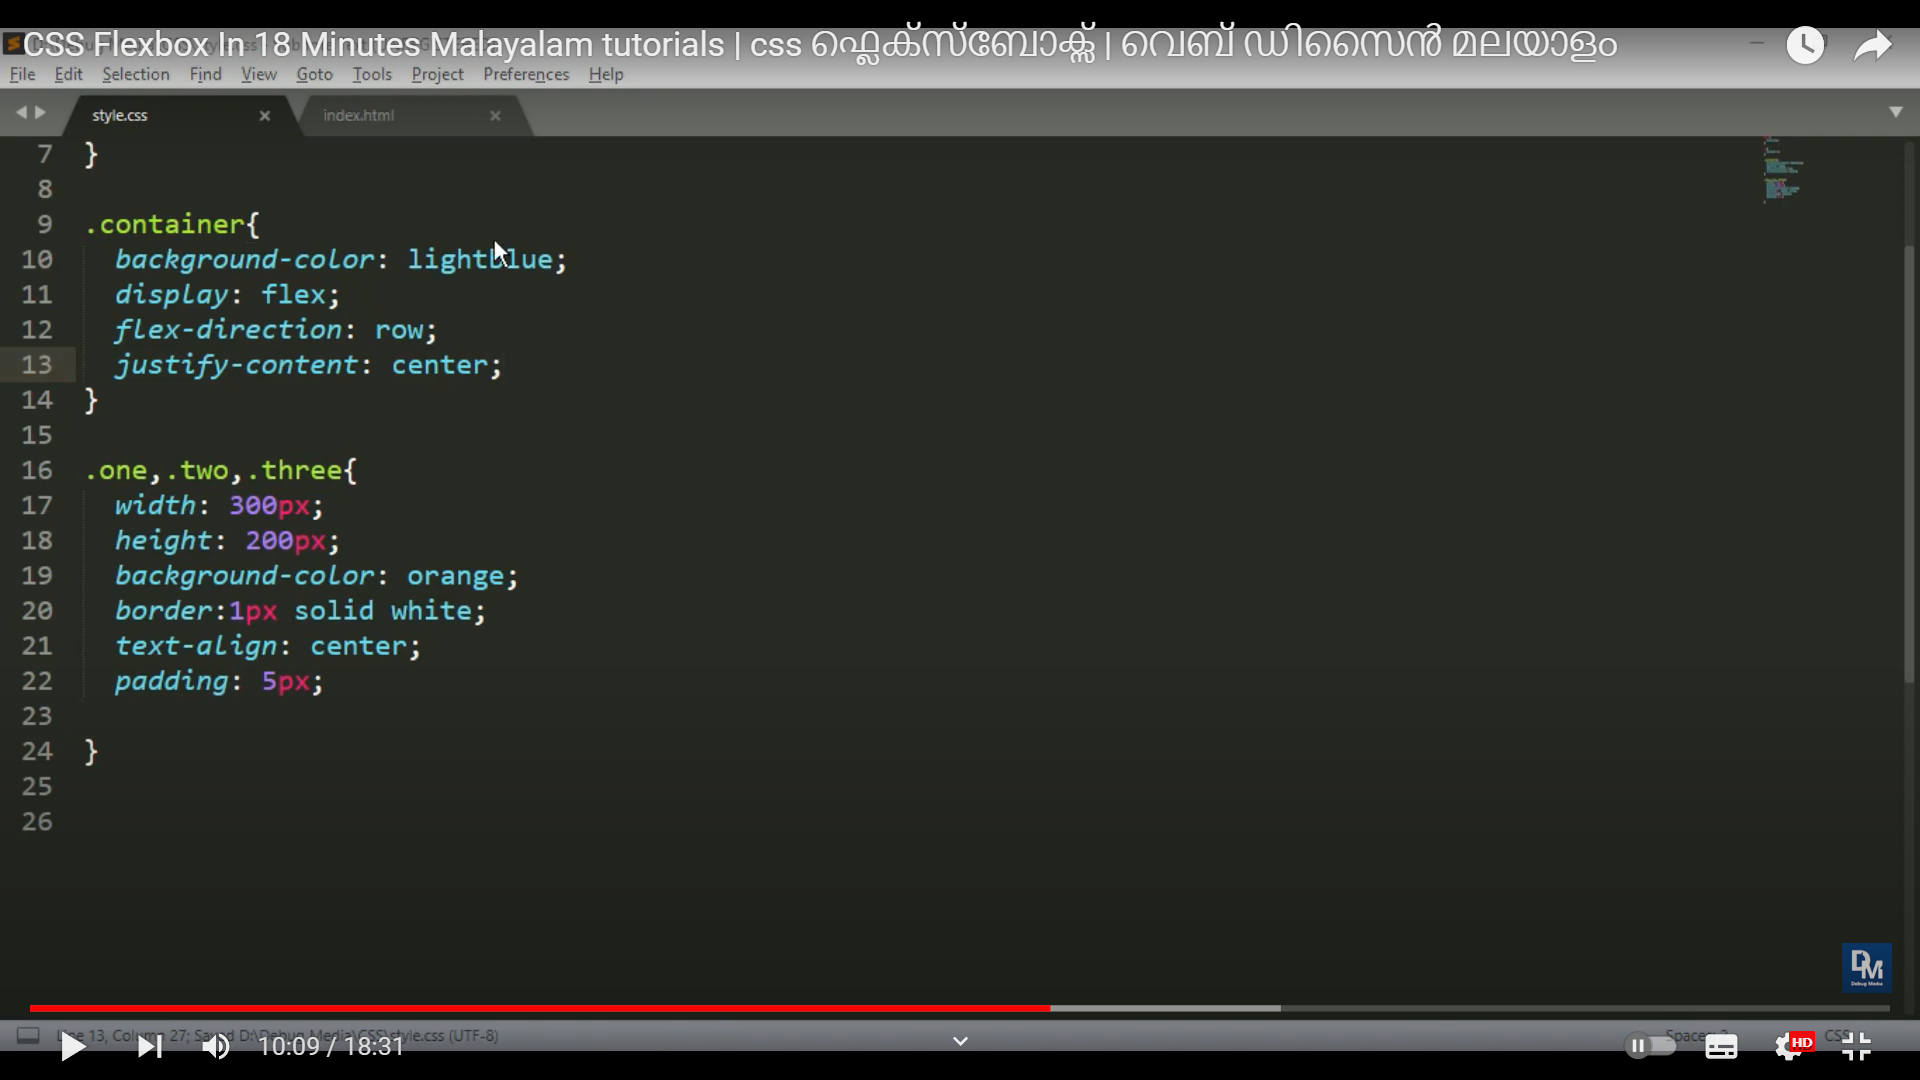 CSS Flexbox In 18 Minutes Malayalam tutorials | css ഫ്ലെക്സ്ബോക്സ് | വെബ് ഡിസൈൻ മലയാളം
File Edit Selection Find View Goto Tools Project Preferences Help
style.css index.html
7 }
8
9 .container{
10 background-color: lightblue;
11 display: flex;
12 flex-direction: row;
13 justify-content: center;
14 }
15
16 .one,.two,.three{
17 width: 300px;
18 height: 200px;
19 background-color: orange;
20 border:1px solid white;
21 text-align: center;
22 padding: 5px;
23
24 }
25
26
DM
Debug Media
Line 13, Column 27; Saved D:\Debug Media\CSS\style.css (UTF-8)
10:09 / 18:31
HD